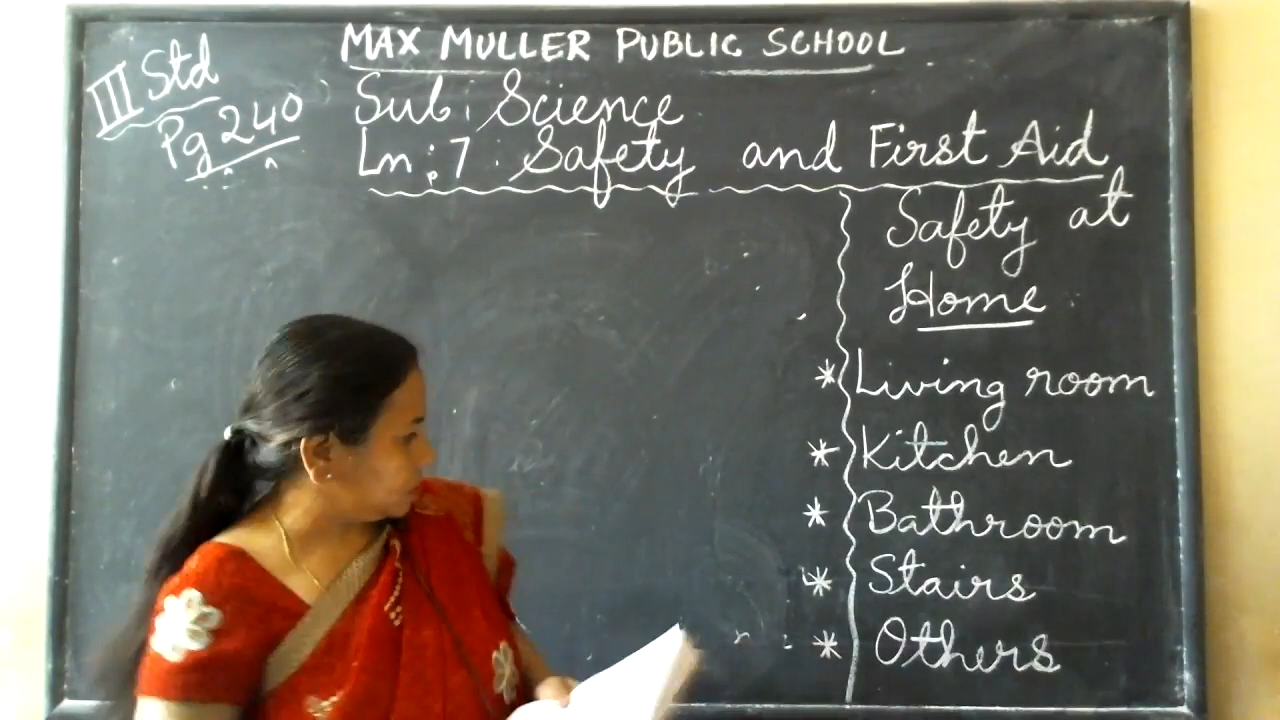 MAX MULLER PUBLIC SCHOOL
III Std
Pg 240
Sub: Science
Ln: 7. Safety and First Aid
Safety at
Home
* Living room
* Kitchen
* Bathroom
* Stairs
* Others